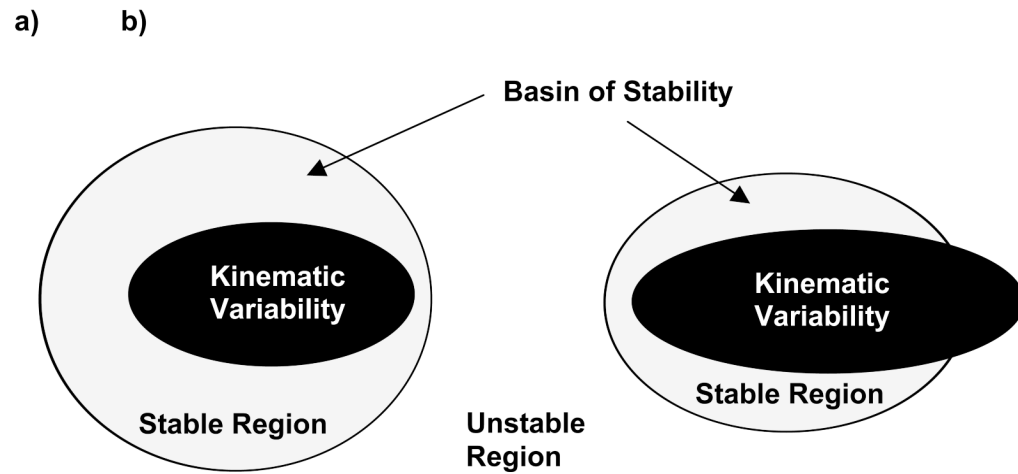 a) b)
Basin of Stability
Kinematic
Variability
Kinematic
Variability
Stable Region
Stable Region
Unstable
Region